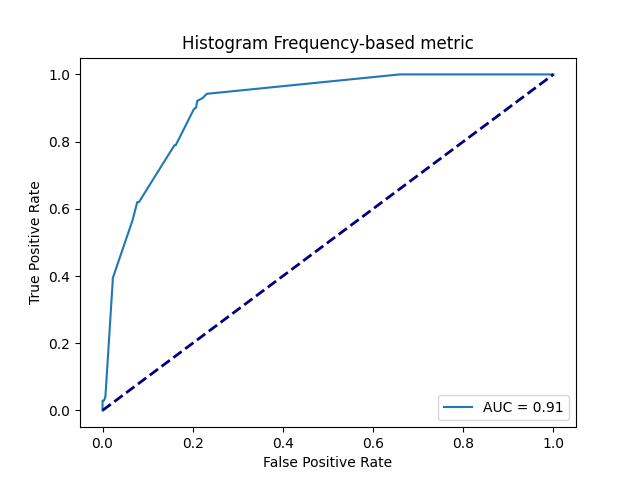 Histogram Frequency-based metric
1.0
0.8
0.6
0.4
0.2
0.0
True Positive Rate
AUC = 0.91
0.0 0.2 0.4 0.6 0.8 1.0
False Positive Rate